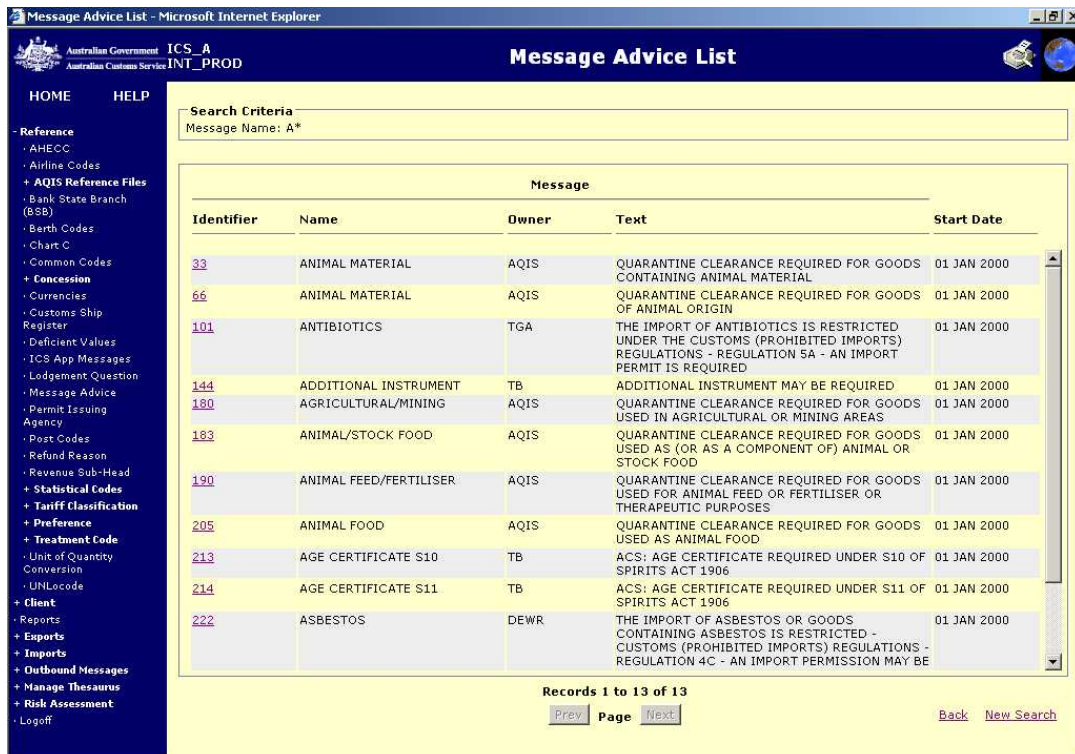 Message Advice List - Microsoft Internet Explorer
Australian Government
Australian Customs Service
ICS_A
INT_PROD
Message Advice List
HOME HELP
- Reference
· AHECC
· Airline Codes
+ AQIS Reference Files
· Bank State Branch
(BSB)
· Berth Codes
· Chart C
· Common Codes
+ Concession
· Currencies
· Customs Ship
Register
· Deficient Values
· ICS App Messages
· Lodgement Question
· Message Advice
· Permit Issuing
Agency
· Post Codes
· Refund Reason
· Revenue Sub-Head
+ Statistical Codes
+ Tariff Classification
+ Preference
+ Treatment Code
· Unit of Quantity
Conversion
· UNLocode
+ Client
· Reports
+ Exports
+ Imports
+ Outbound Messages
+ Manage Thesaurus
+ Risk Assessment
· Logoff
Search Criteria
Message Name: A*
Message
Identifier Name Owner Text Start Date
33 ANIMAL MATERIAL AQIS QUARANTINE CLEARANCE REQUIRED FOR GOODS 01 JAN 2000
CONTAINING ANIMAL MATERIAL
66 ANIMAL MATERIAL AQIS QUARANTINE CLEARANCE REQUIRED FOR GOODS 01 JAN 2000
OF ANIMAL ORIGIN
101 ANTIBIOTICS TGA THE IMPORT OF ANTIBIOTICS IS RESTRICTED 01 JAN 2000
UNDER THE CUSTOMS (PROHIBITED IMPORTS)
REGULATIONS - REGULATION 5A - AN IMPORT
PERMIT IS REQUIRED
144 ADDITIONAL INSTRUMENT TB ADDITIONAL INSTRUMENT MAY BE REQUIRED 01 JAN 2000
180 AGRICULTURAL/MINING AQIS QUARANTINE CLEARANCE REQUIRED FOR GOODS 01 JAN 2000
USED IN AGRICULTURAL OR MINING AREAS
183 ANIMAL/STOCK FOOD AQIS QUARANTINE CLEARANCE REQUIRED FOR GOODS 01 JAN 2000
USED AS (OR AS A COMPONENT OF) ANIMAL OR
STOCK FOOD
190 ANIMAL FEED/FERTILISER AQIS QUARANTINE CLEARANCE REQUIRED FOR GOODS 01 JAN 2000
USED FOR ANIMAL FEED OR FERTILISER OR
THERAPEUTIC PURPOSES
205 ANIMAL FOOD AQIS QUARANTINE CLEARANCE REQUIRED FOR GOODS 01 JAN 2000
USED AS ANIMAL FOOD
213 AGE CERTIFICATE S10 TB ACS: AGE CERTIFICATE REQUIRED UNDER S10 OF 01 JAN 2000
SPIRITS ACT 1906
214 AGE CERTIFICATE S11 TB ACS: AGE CERTIFICATE REQUIRED UNDER S11 OF 01 JAN 2000
SPIRITS ACT 1906
222 ASBESTOS DEWR THE IMPORT OF ASBESTOS OR GOODS 01 JAN 2000
CONTAINING ASBESTOS IS RESTRICTED -
CUSTOMS (PROHIBITED IMPORTS) REGULATIONS -
REGULATION 4C - AN IMPORT PERMISSION MAY BE
Records 1 to 13 of 13
Prev Page Next
Back New Search